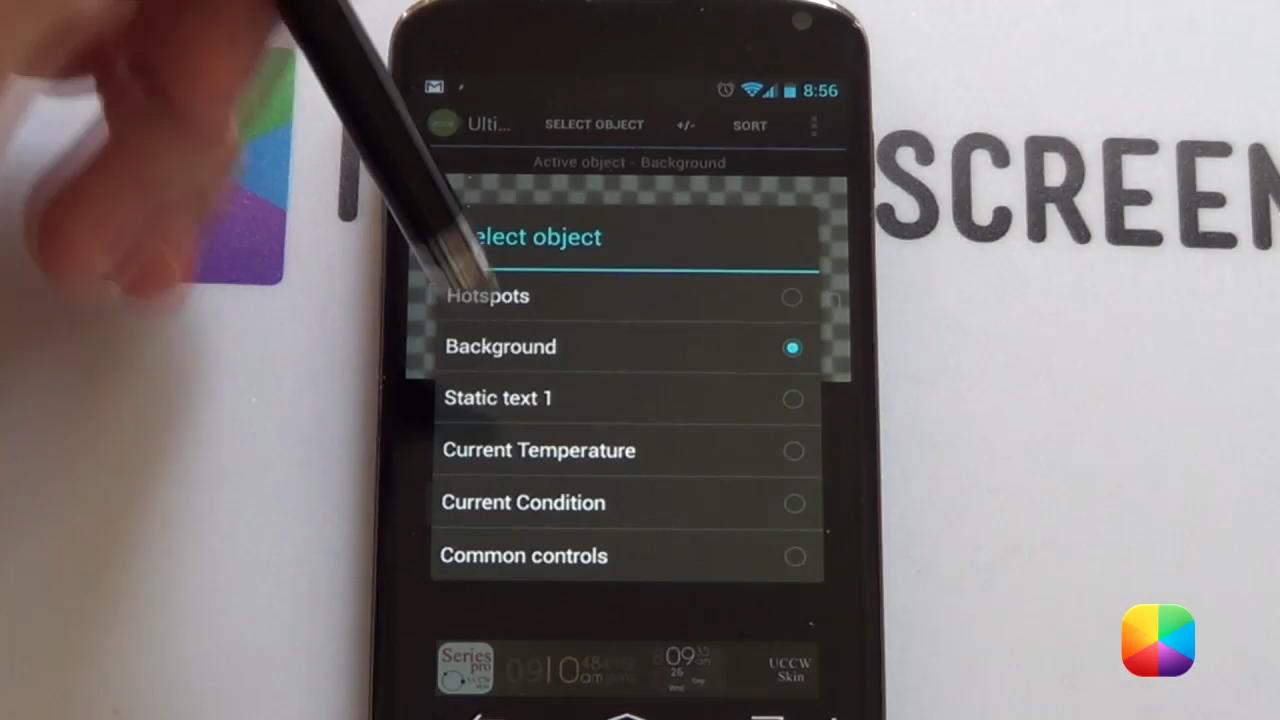 8:56
Ulti...
SELECT OBJECT
+/-
SORT
Active object - Background
SCREEN
elect object
Hotspots
Background
Static text 1
Current Temperature
Current Condition
Common controls
Series
pro
UCCW
Skin